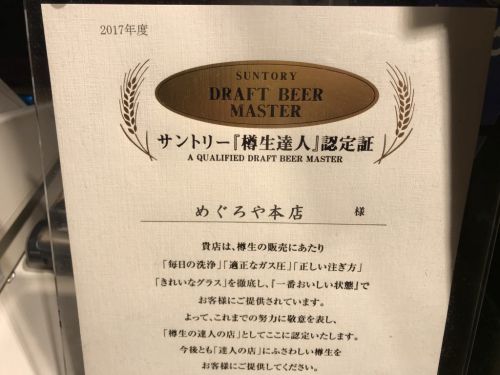 2017年度
SUNTORY
DRAFT BEER
MASTER
サントリー『樽生達人』認定証
A QUALIFIED DRAFT BEER MASTER
めぐろや本店 様
貴店は、樽生の販売にあたり
「毎日の洗浄」「適正なガス圧」「正しい注ぎ方」
「きれいなグラス」を徹底し、『一番おいしい状態』で
お客様にご提供されています。
よって、これまでの努力に敬意を表し、
「樽生の達人の店」としてここに認定いたします。
今後とも「達人の店」にふさわしい樽生を
お客様にご提供してください。